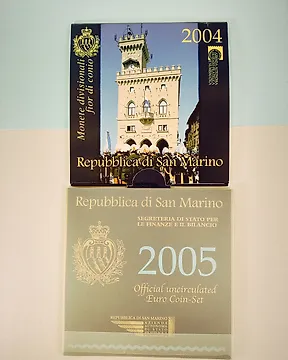 2004
Monete divisionali
fior di conio
Repubblica di San Marino
Repubblica di San Marino
SEGRETERIA DI STATO PER
LE FINANZE E IL BILANCIO
2005
Official uncirculated
Euro Coin-Set
REPUBBLICA DI SAN MARINO
AZIENDA